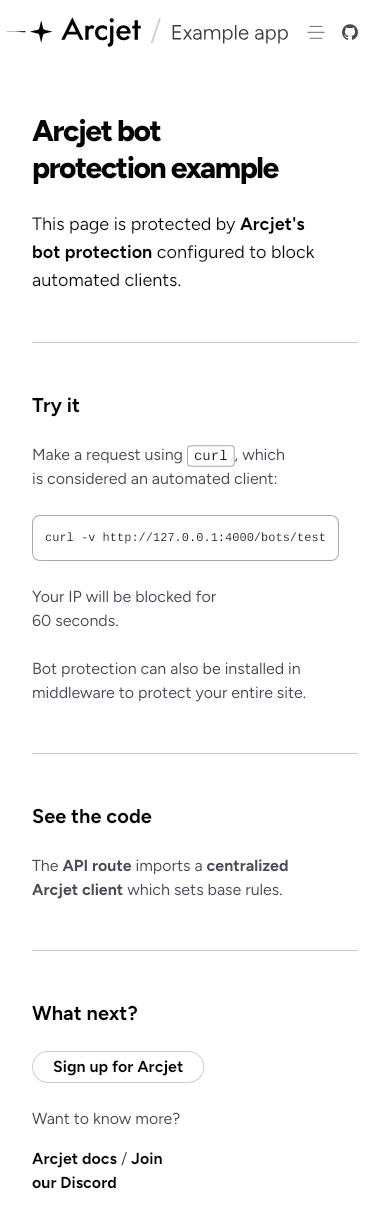 Arcjet / Example app
Arcjet bot
protection example
This page is protected by Arcjet's
bot protection configured to block
automated clients.
Try it
Make a request using curl, which
is considered an automated client:
curl -v http://127.0.0.1:4000/bots/test
Your IP will be blocked for
60 seconds.
Bot protection can also be installed in
middleware to protect your entire site.
See the code
The API route imports a centralized
Arcjet client which sets base rules.
What next?
Sign up for Arcjet
Want to know more?
Arcjet docs / Join
our Discord